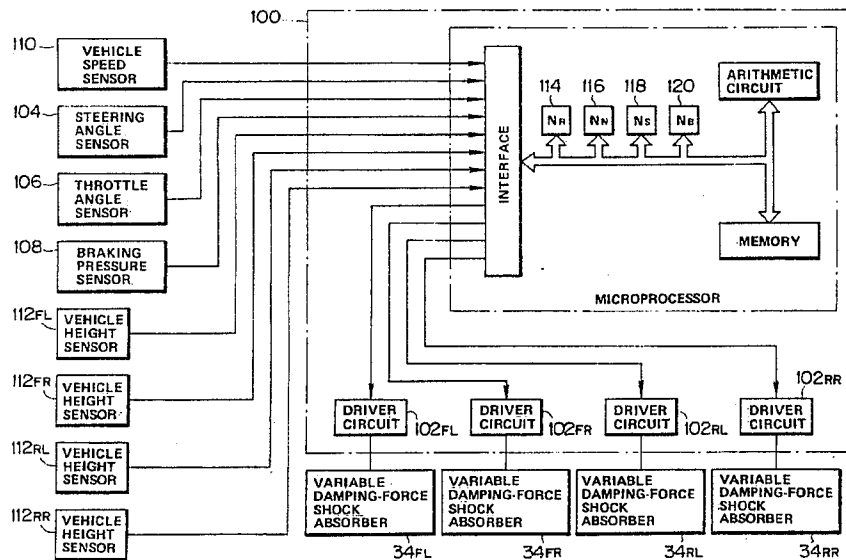 100
110
VEHICLE
SPEED
SENSOR
104
STEERING
ANGLE
SENSOR
106
THROTTLE
ANGLE
SENSOR
108
BRAKING
PRESSURE
SENSOR
112FL
VEHICLE
HEIGHT
SENSOR
112FR
VEHICLE
HEIGHT
SENSOR
112RL
VEHICLE
HEIGHT
SENSOR
112RR
VEHICLE
HEIGHT
SENSOR
INTERFACE
114
116
118
120
NR
NN
NS
NB
ARITHMETIC
CIRCUIT
MEMORY
MICROPROCESSOR
DRIVER
CIRCUIT
102FL
DRIVER
CIRCUIT
102FR
DRIVER
CIRCUIT
102RL
DRIVER
CIRCUIT
102RR
VARIABLE
DAMPING-FORCE
SHOCK
ABSORBER
34FL
VARIABLE
DAMPING-FORCE
SHOCK
ABSORBER
34FR
VARIABLE
DAMPING-FORCE
SHOCK
ABSORBER
34RL
VARIABLE
DAMPING-FORCE
SHOCK
ABSORBER
34RR